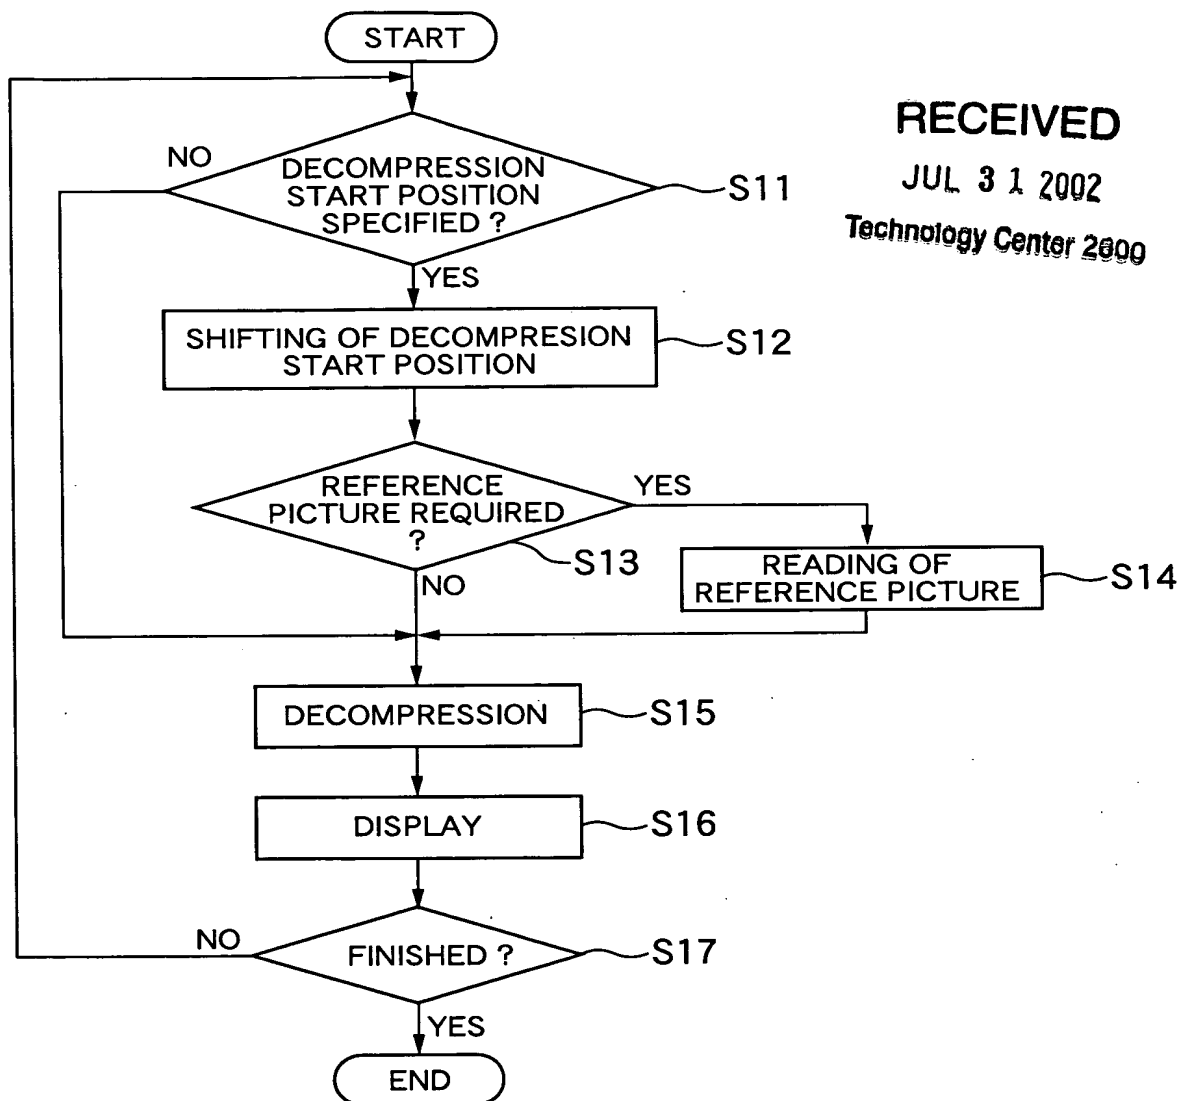 START
RECEIVED
JUL 3 1 2002
Technology Center 2600
NO
DECOMPRESSION
START POSITION
SPECIFIED ?
S11
YES
SHIFTING OF DECOMPRESION
START POSITION
S12
REFERENCE
PICTURE REQUIRED
?
YES
S13
NO
READING OF
REFERENCE PICTURE
S14
DECOMPRESSION
S15
DISPLAY
S16
NO
FINISHED ?
S17
YES
END